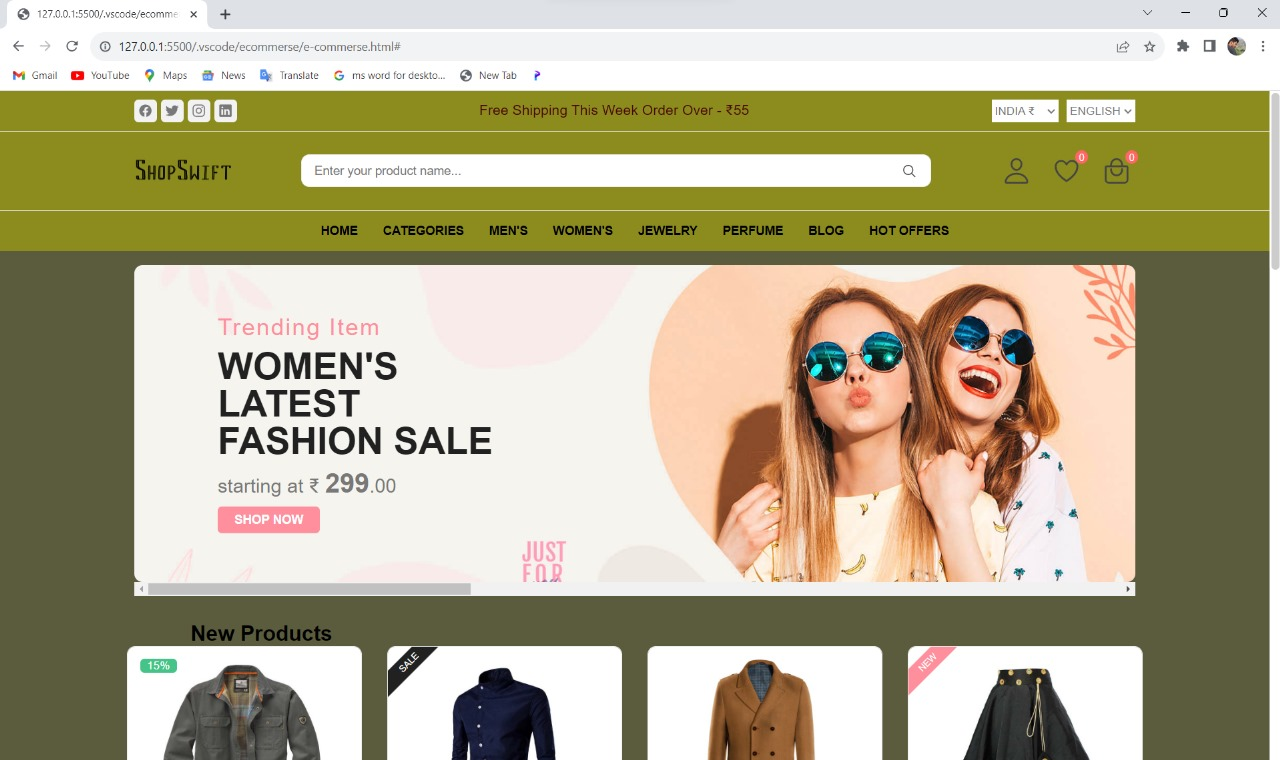 127.0.0.1:5500/.vscode/ecomme
127.0.0.1:5500/.vscode/ecommerse/e-commerse.html#
Gmail YouTube Maps News Translate ms word for deskto... New Tab
Free Shipping This Week Order Over - ₹55
INDIA ₹ ENGLISH
ShopSwift Enter your product name... 0 0
HOME CATEGORIES MEN'S WOMEN'S JEWELRY PERFUME BLOG HOT OFFERS
Trending Item
WOMEN'S
LATEST
FASHION SALE
starting at ₹ 299.00
SHOP NOW
JUST
FOR
New Products
15% SALE NEW